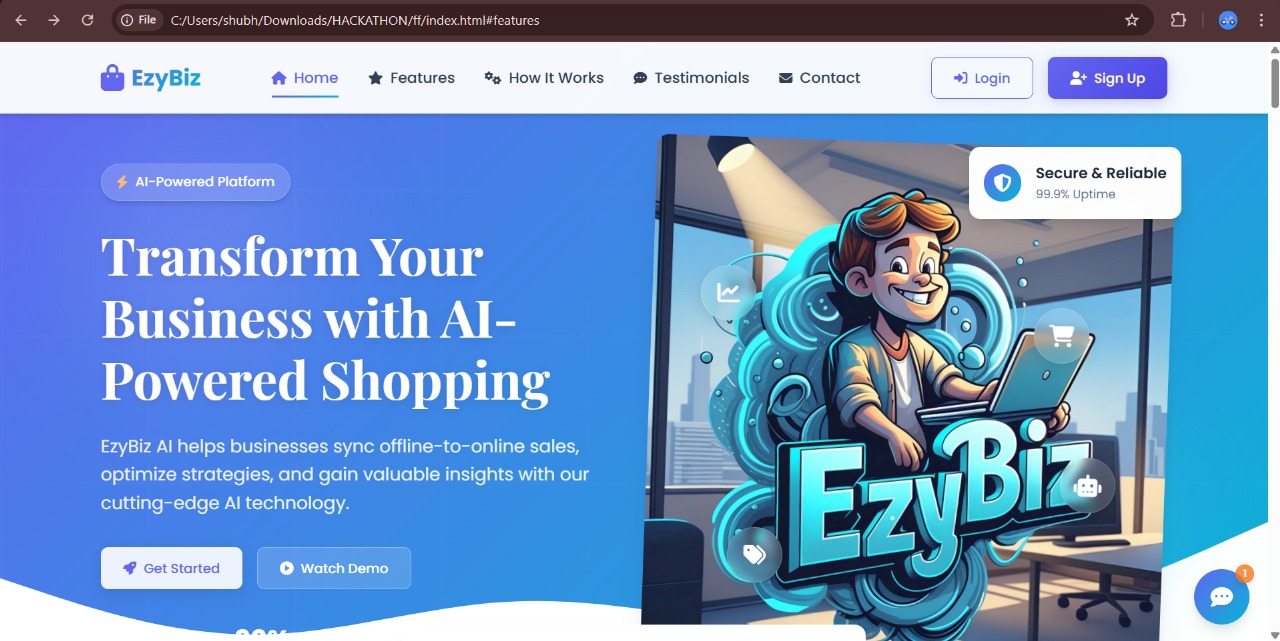 File C:/Users/shubh/Downloads/HACKATHON/ff/index.html#features
EzyBiz
Home
Features
How It Works
Testimonials
Contact
Login
Sign Up
AI-Powered Platform
Transform Your
Business with AI-
Powered Shopping
EzyBiz AI helps businesses sync offline-to-online sales,
optimize strategies, and gain valuable insights with our
cutting-edge AI technology.
Get Started
Watch Demo
Secure & Reliable
99.9% Uptime
EzyBiz
1